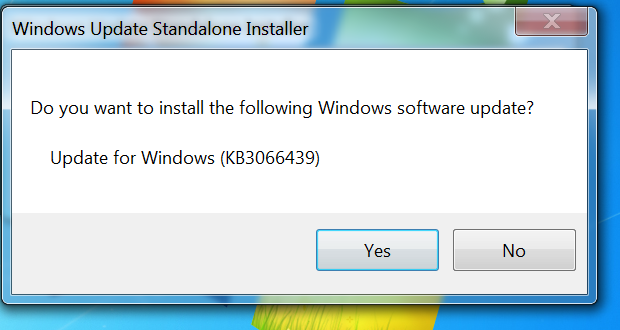 Windows Update Standalone Installer
Do you want to install the following Windows software update?
Update for Windows (KB3066439)
Yes
No